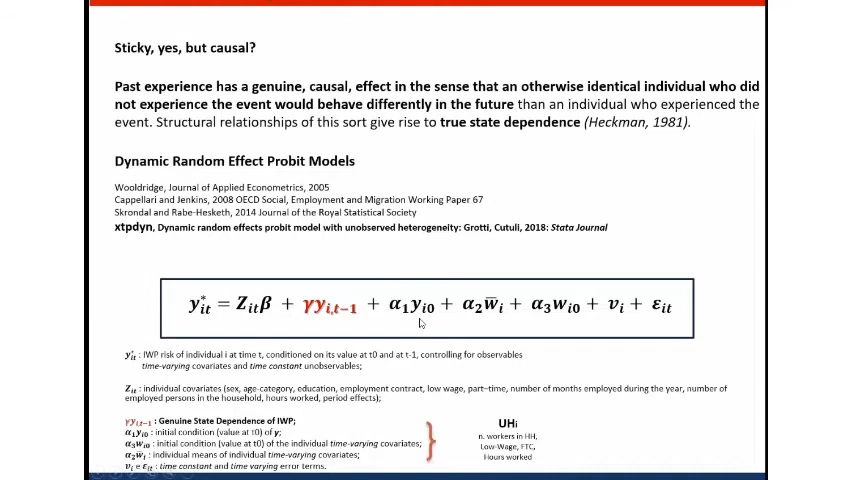 Sticky, yes, but causal?
Past experience has a genuine, causal, effect in the sense that an otherwise identical individual who did
not experience the event would behave differently in the future than an individual who experienced the
event. Structural relationships of this sort give rise to true state dependence (Heckman, 1981).
Dynamic Random Effect Probit Models
Wooldridge, Journal of Applied Econometrics, 2005
Cappellari and Jenkins, 2008 OECD Social, Employment and Migration Working Paper 67
Skrondal and Rabe-Hesketh, 2014 Journal of the Royal Statistical Society
xtpdyn, Dynamic random effects probit model with unobserved heterogeneity: Grotti, Cutuli, 2018: Stata Journal
y*it = Zitβ + γyi,t−1 + α1yi0 + α2w̅i + α3wi0 + υi + εit
y*it : IWP risk of individual i at time t, conditioned on its value at t0 and at t-1, controlling for observables
time-varying covariates and time constant unobservables;
Zit : individual covariates (sex, age-category, education, employment contract, low wage, part-time, number of months employed during the year, number of
employed persons in the household, hours worked, period effects);
γyi,t−1 : Genuine State Dependence of IWP;
α1yi0 : initial condition (value at t0) of y;
α3wi0 : initial condition (value at t0) of the individual time-varying covariates;
α2w̅i : individual means of individual time-varying covariates;
υi e εit : time constant and time varying error terms.
UHi
n. workers in HH,
Low-Wage, FTC,
Hours worked